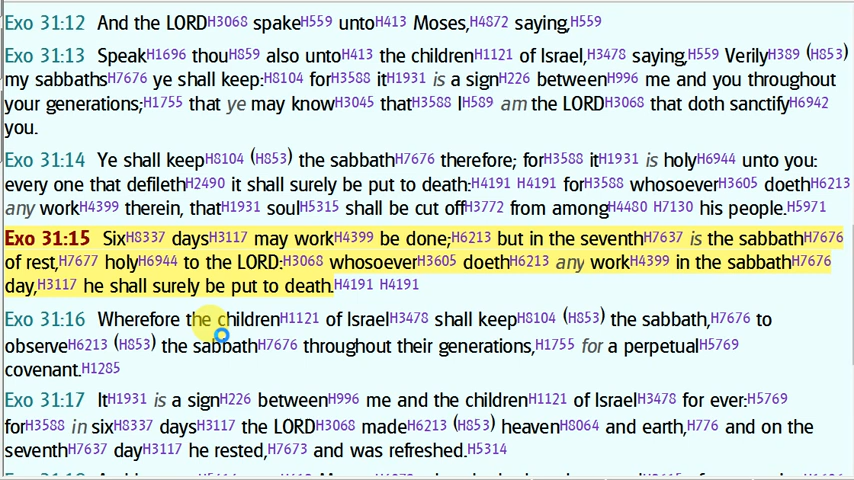 Exo 31:12 And the LORDH3068 spakeH559 untoH413 Moses,H4872 saying,H559
Exo 31:13 SpeakH1696 thouH859 also untoH413 the childrenH1121 of Israel,H3478 saying,H559 VerilyH389 (H853)
my sabbathsH7676 ye shall keep:H8104 forH3588 itH1931 is a signH226 betweenH996 me and you throughout
your generations;H1755 that ye may knowH3045 thatH3588 IH589 am the LORDH3068 that doth sanctifyH6942
you.
Exo 31:14 Ye shall keepH8104 (H853) the sabbathH7676 therefore; forH3588 itH1931 is holyH6944 unto you:
every one that defilethH2490 it shall surely be put to death:H4191 H4191 forH3588 whosoeverH3605 doethH6213
any workH4399 therein, thatH1931 soulH5315 shall be cut offH3772 from amongH4480 H7130 his people.H5971
Exo 31:15 SixH8337 daysH3117 may workH4399 be done;H6213 but in the seventhH7637 is the sabbathH7676
of rest,H7677 holyH6944 to the LORD:H3068 whosoeverH3605 doethH6213 any workH4399 in the sabbathH7676
day,H3117 he shall surely be put to death.H4191 H4191
Exo 31:16 Wherefore the childrenH1121 of IsraelH3478 shall keepH8104 (H853) the sabbath,H7676 to
observeH6213 (H853) the sabbathH7676 throughout their generations,H1755 for a perpetualH5769
covenant.H1285
Exo 31:17 ItH1931 is a signH226 betweenH996 me and the childrenH1121 of IsraelH3478 for ever:H5769
forH3588 in sixH8337 daysH3117 the LORDH3068 madeH6213 (H853) heavenH8064 and earth,H776 and on the
seventhH7637 dayH3117 he rested,H7673 and was refreshed.H5314